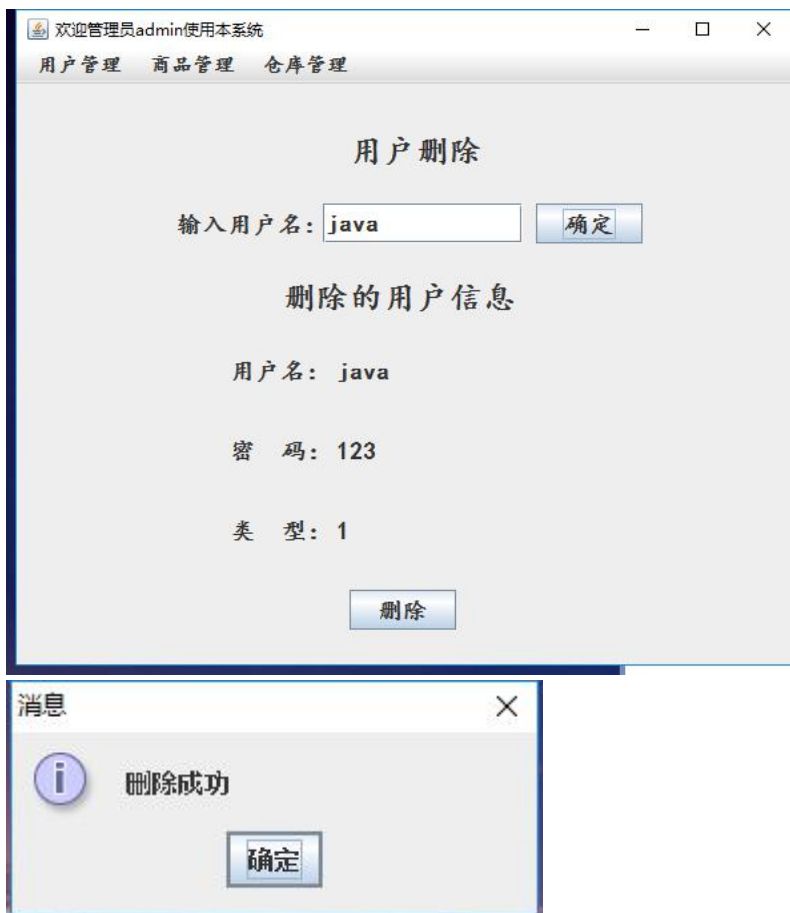 欢迎管理员admin使用本系统
用户管理 商品管理 仓库管理
用户删除
输入用户名: java 确定
删除的用户信息
用户名: java
密 码: 123
类 型: 1
删除
消息
删除成功
确定